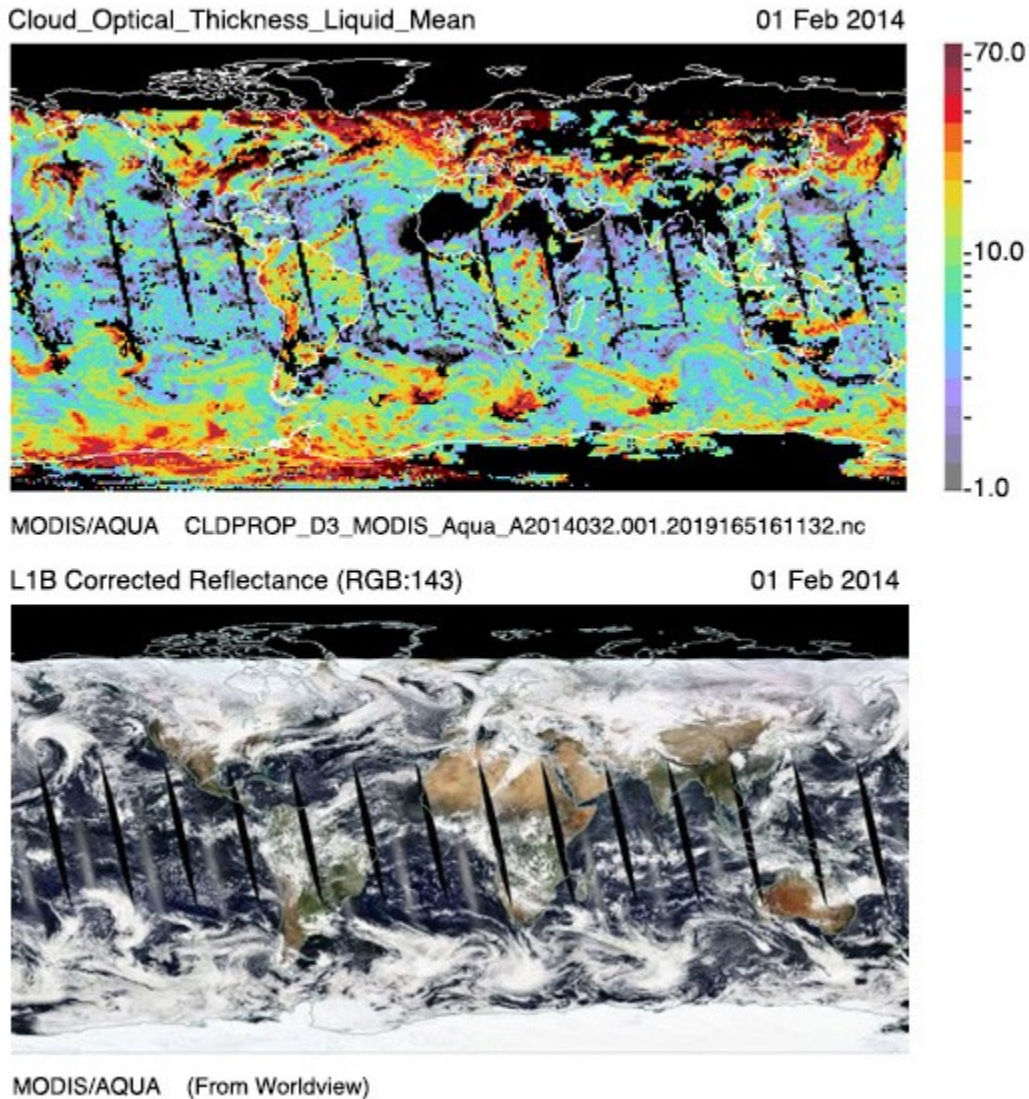 Cloud_Optical_Thickness_Liquid_Mean 01 Feb 2014
70.0
10.0
1.0
MODIS/AQUA CLDPROP_D3_MODIS_Aqua_A2014032.001.2019165161132.nc
L1B Corrected Reflectance (RGB:143) 01 Feb 2014
MODIS/AQUA (From Worldview)